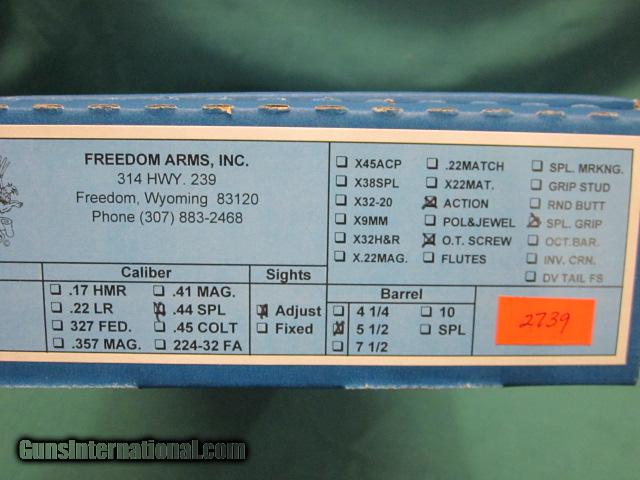 FREEDOM ARMS, INC.
314 HWY. 239
Freedom, Wyoming 83120
Phone (307) 883-2468
X45ACP
X38SPL
X32-20
X9MM
X32H&R
X.22MAG.
.22MATCH
X22MAT.
ACTION
POL&JEWEL
O.T. SCREW
FLUTES
SPL. MRKNG.
GRIP STUD
RND BUTT
SPL. GRIP
OCT.BAR.
INV. CRN.
DV TAIL FS
Caliber
.17 HMR
.22 LR
327 FED.
.357 MAG.
.41 MAG.
.44 SPL
.45 COLT
224-32 FA
Sights
Adjust
Fixed
Barrel
4 1/4
5 1/2
7 1/2
10
SPL
2739
GunsInternational.com